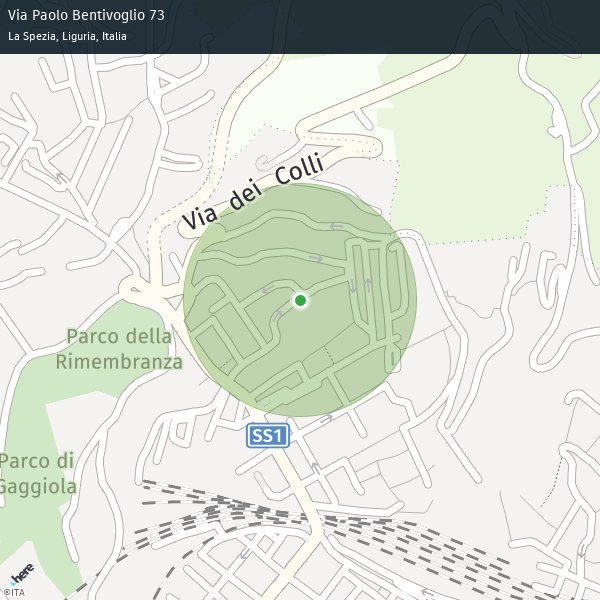 Via Paolo Bentivoglio 73
La Spezia, Liguria, Italia
Via dei Colli
Parco della
Rimembranza
SS1
Parco di
Gaggiola
here
©ITA